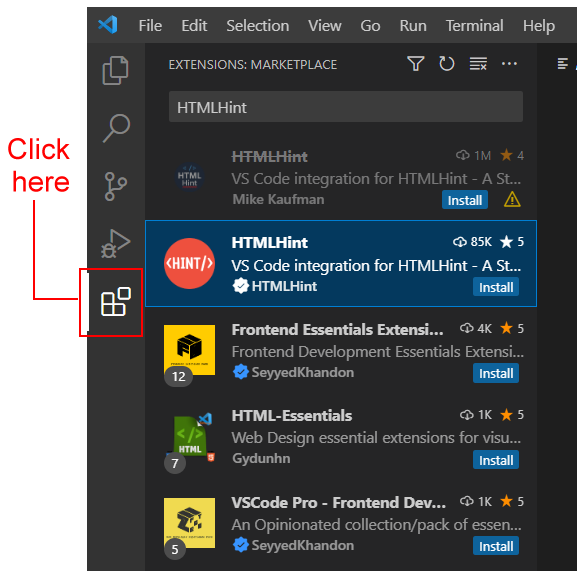 File Edit Selection View Go Run Terminal Help
EXTENSIONS: MARKETPLACE
HTMLHint
Click
here
HTML
Hint
HTMLHint 1M 4
VS Code integration for HTMLHint - A St...
Mike Kaufman Install
<HINT/>
HTMLHint 85K 5
VS Code integration for HTMLHint - A St...
HTMLHint Install
Frontend Essentials Extensi... 4K 5
Frontend Development Essentials Extensi...
12 SeyyedKhandon Install
HTML
HTML-Essentials 1K 5
Web Design essential extensions for visu...
7 Gydunhn Install
VSCode Pro - Frontend Dev... 1K 5
An Opinionated collection/pack of essen...
5 SeyyedKhandon Install